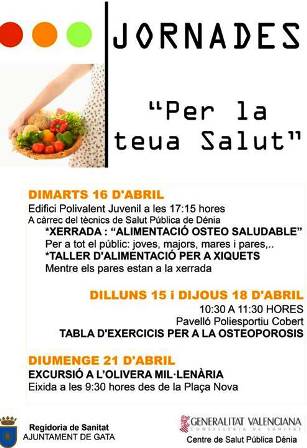 JORNADES
"Per la
teua Salut"
DIMARTS 16 D'ABRIL
Edifici Polivalent Juvenil a les 17:15 hores
A càrrec del tècnics de Salut Pública de Dénia
*XERRADA : "ALIMENTACIÓ OSTEO SALUDABLE"
Per a tot el públic: joves, majors, mares i pares,..
*TALLER D'ALIMENTACIÓ PER A XIQUETS
Mentre els pares estan a la xerrada
DILLUNS 15 i DIJOUS 18 D'ABRIL
10:30 A 11:30 HORES
Pavelló Poliesportiu Cobert
TABLA D'EXERCICIS PER A LA OSTEOPOROSIS
DIUMENGE 21 D'ABRIL
EXCURSIÓ A L'OLIVERA MIL·LENÀRIA
Eixida a les 9:30 hores des de la Plaça Nova
Regidoria de Sanitat
AJUNTAMENT DE GATA
GENERALITAT VALENCIANA
CONSELLERIA DE SANITAT
Centre de Salut Pública Dénia